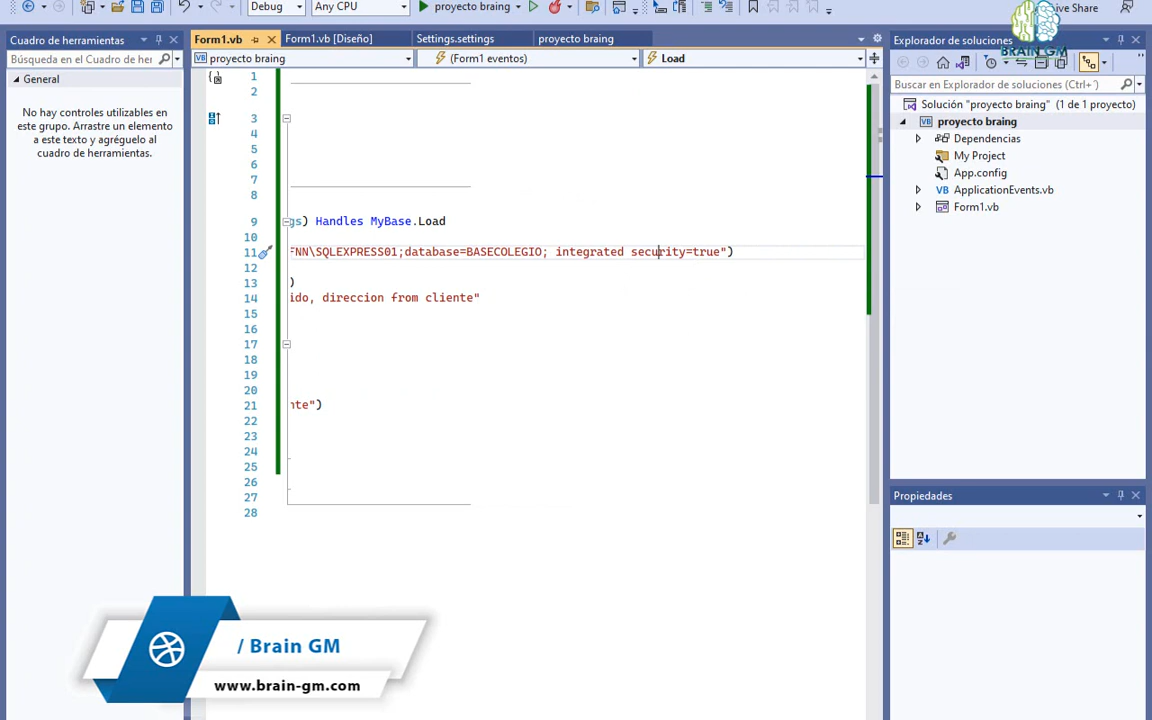 Debug
Any CPU
proyecto braing
Live Share
BRAIN GM
Cuadro de herramientas
Búsqueda en el Cuadro de her
General
No hay controles utilizables en
este grupo. Arrastre un elemento
a este texto y agréguelo al
cuadro de herramientas.
Form1.vb
Form1.vb [Diseño]
Settings.settings
proyecto braing
proyecto braing
(Form1 eventos)
Load
1
2
3
4
5
6
7
8
9 gs) Handles MyBase.Load
10
11 FNN\SQLEXPRESS01;database=BASECOLEGIO; integrated security=true")
12
13 )
14 ido, direccion from cliente"
15
16
17
18
19
20
21 nte")
22
23
24
25
26
27
28
Explorador de soluciones
Buscar en Explorador de soluciones (Ctrl+´)
Solución "proyecto braing" (1 de 1 proyecto)
proyecto braing
Dependencias
My Project
App.config
ApplicationEvents.vb
Form1.vb
Propiedades
/ Brain GM
www.brain-gm.com